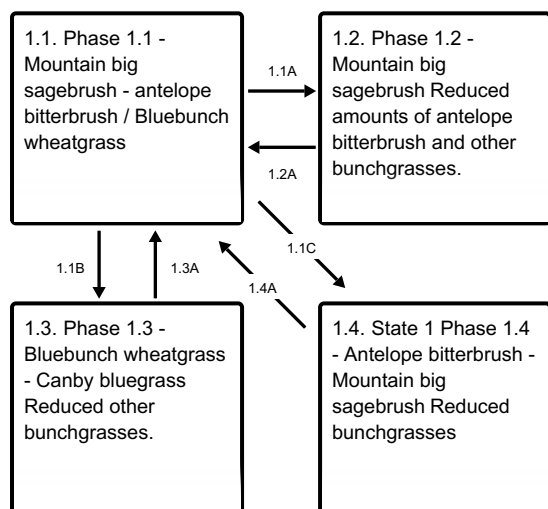 1.1. Phase 1.1 -
Mountain big
sagebrush - antelope
bitterbrush / Bluebunch
wheatgrass
1.1A
1.2A
1.2. Phase 1.2 -
Mountain big
sagebrush Reduced
amounts of antelope
bitterbrush and other
bunchgrasses.
1.1B
1.3A
1.4A
1.1C
1.3. Phase 1.3 -
Bluebunch wheatgrass
- Canby bluegrass
Reduced other
bunchgrasses.
1.4. State 1 Phase 1.4
- Antelope bitterbrush -
Mountain big
sagebrush Reduced
bunchgrasses